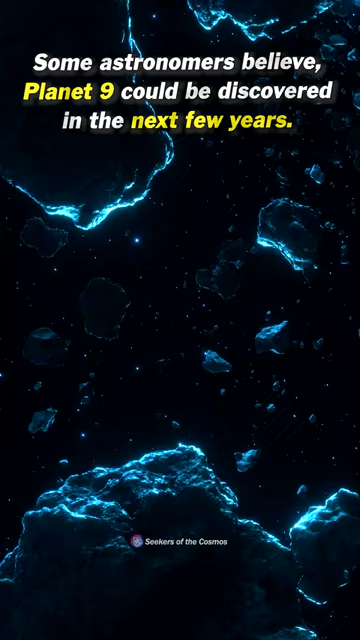 Some astronomers believe,
Planet 9 could be discovered
in the next few years.
Seekers of the Cosmos